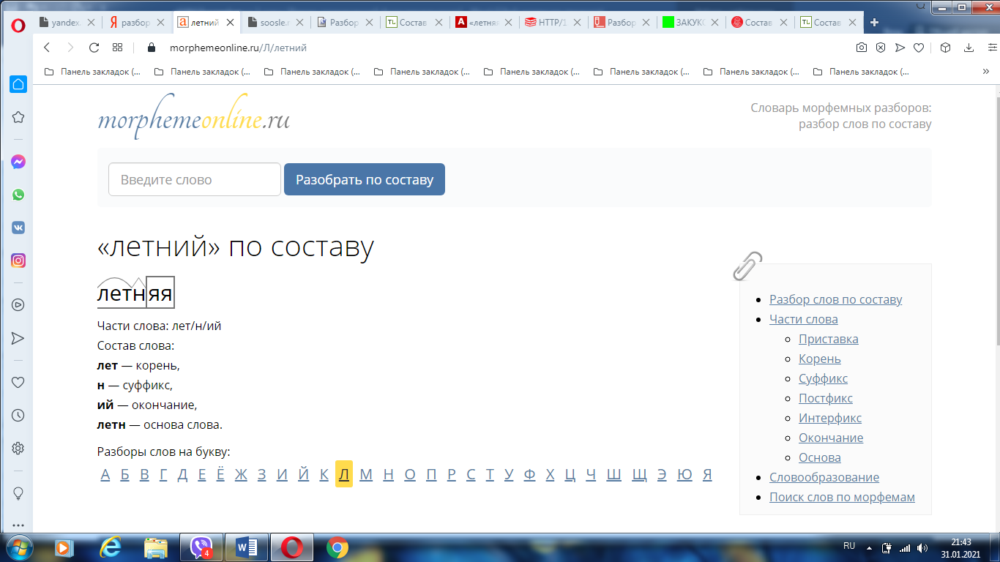 yandex.
разбор
летний
soosle.r
Разбор
Состав
«летняя
HTTP/1
Разбор
ЗАКУКО
Состав
Состав
morphemeonline.ru/Л/летний
Панель закладок (... Панель закладок (... Панель закладок (... Панель закладок (... Панель закладок (... Панель закладок (... Панель закладок (... Панель закладок (...
morphemeonline.ru
Словарь морфемных разборов:
разбор слов по составу
Введите слово
Разобрать по составу
«летний» по составу
летняя
Части слова: лет/н/ий
Состав слова:
лет — корень,
н — суффикс,
ий — окончание,
летн — основа слова.
Разборы слов на букву:
А Б В Г Д Е Ё Ж З И Й К Л М Н О П Р С Т У Ф Х Ц Ч Ш Щ Э Ю Я
Разбор слов по составу
Части слова
Приставка
Корень
Суффикс
Постфикс
Интерфикс
Окончание
Основа
Словообразование
Поиск слов по морфемам
4
RU
21:43
31.01.2021